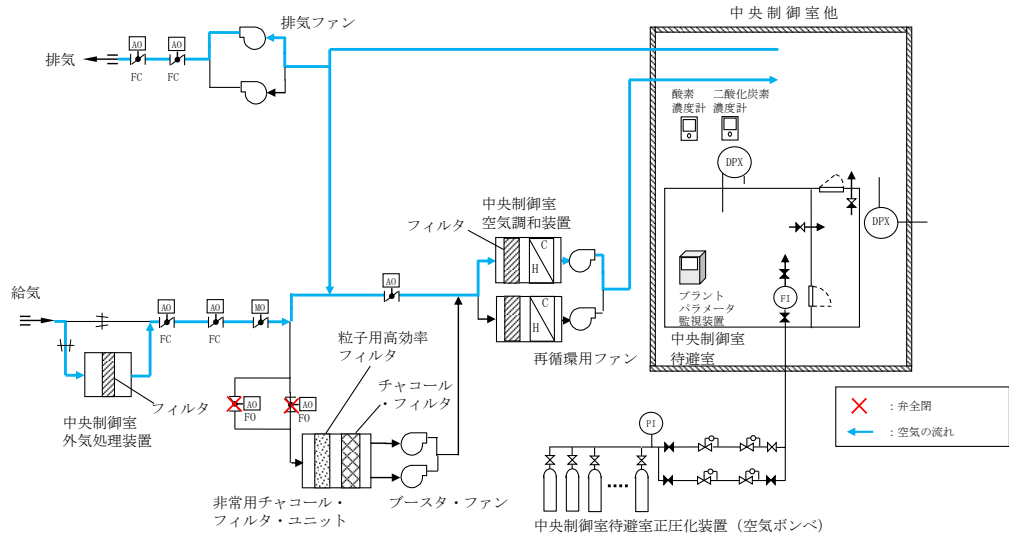 中央制御室他
排気ファン
AO
AO
排気
FC
FC
酸素
濃度計
二酸化炭素
濃度計
DPX
DPX
中央制御室
空気調和装置
フィルタ
C
H
C
H
再循環用ファン
プラント
パラメータ
監視装置
FI
中央制御室
待避室
給気
AO
AO
MO
AO
FC
FC
フィルタ
中央制御室
外気処理装置
粒子用高効率
フィルタ
チャコール
・フィルタ
AO
FO
AO
FO
非常用チャコール・
フィルタ・ユニット
ブースタ・ファン
PI
中央制御室待避室正圧化装置（空気ボンベ）
：弁全閉
：空気の流れ